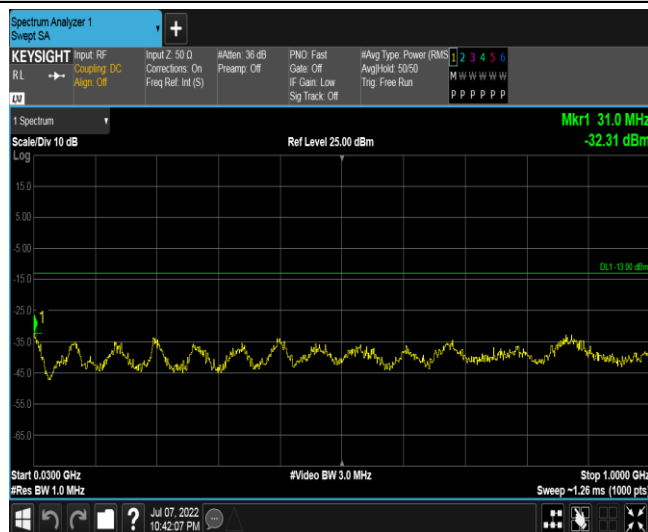 Spectrum Analyzer 1
Swept SA
KEYSIGHT
RL
LXI
Input: RF
Coupling: DC
Align: Off
Input Z: 50 Ω
Corrections: On
Freq Ref: Int (S)
#Atten: 36 dB
Preamp: Off
PNO: Fast
Gate: Off
IF Gain: Low
Sig Track: Off
#Avg Type: Power (RMS
Avg|Hold: 50/50
Trig: Free Run
1 2 3 4 5 6
M W W W W W
P P P P P P
1 Spectrum
Scale/Div 10 dB
Ref Level 25.00 dBm
Mkr1 31.0 MHz
-32.31 dBm
Log
15.0
5.00
-5.00
DL1 -13.00 dBm
-15.0
-25.0
1
-35.0
-45.0
-55.0
-65.0
Start 0.0300 GHz
#Video BW 3.0 MHz
Stop 1.0000 GHz
#Res BW 1.0 MHz
Sweep ~1.26 ms (1000 pts)
?
Jul 07, 2022
10:42:07 PM